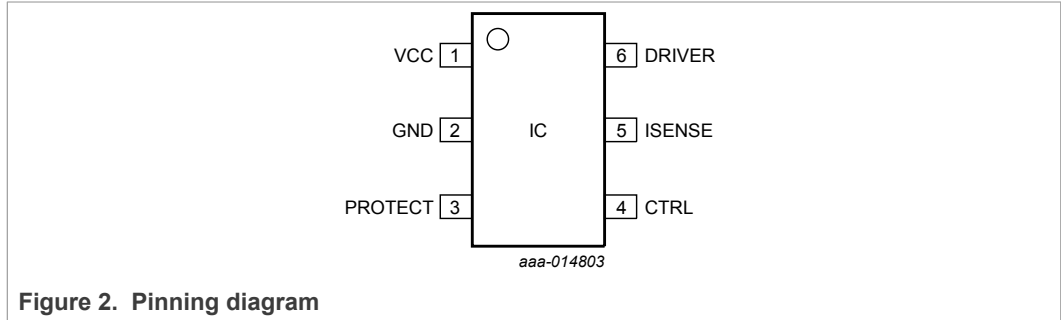 VCC 1 6 DRIVER
GND 2 IC 5 ISENSE
PROTECT 3 4 CTRL
aaa-014803
Figure 2. Pinning diagram